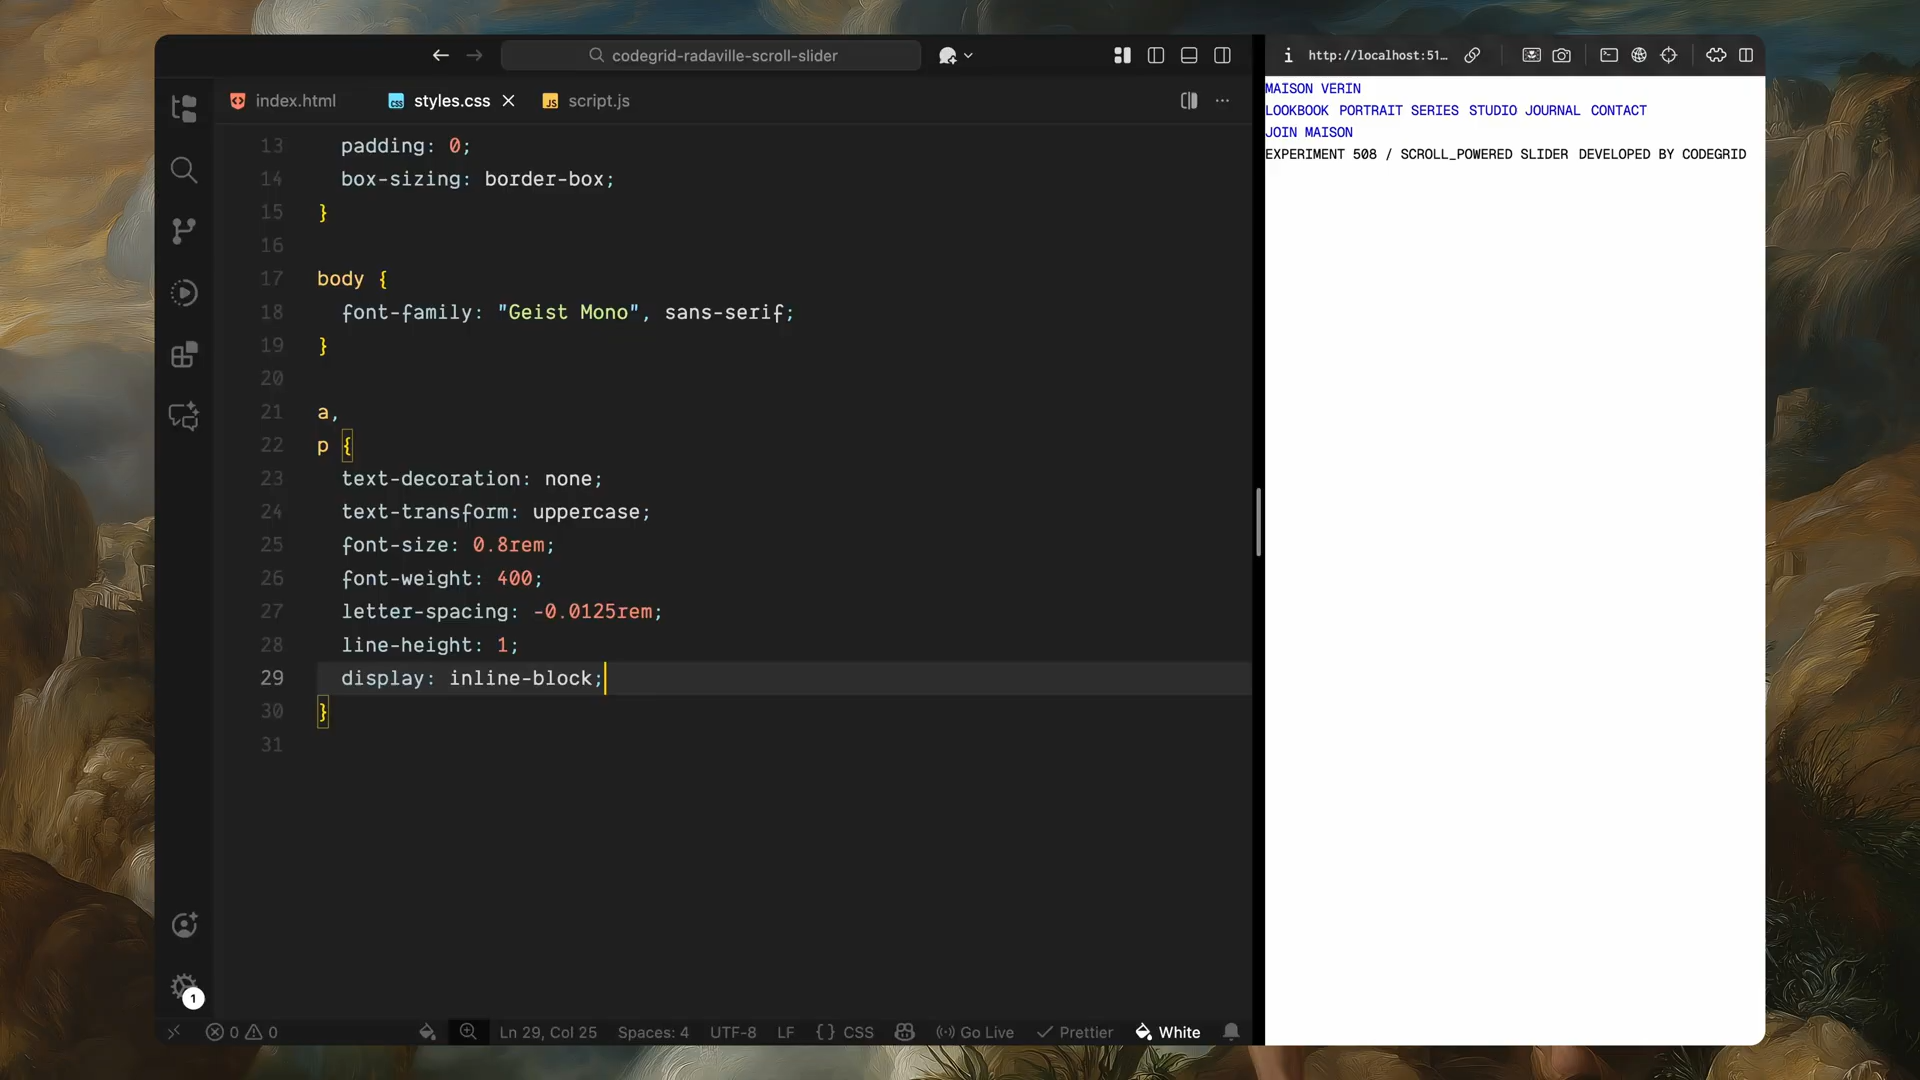 codegrid-radaville-scroll-slider
index.html
styles.css
script.js
13 padding: 0;
14 box-sizing: border-box;
15 }
16
17 body {
18 font-family: "Geist Mono", sans-serif;
19 }
20
21 a,
22 p {
23 text-decoration: none;
24 text-transform: uppercase;
25 font-size: 0.8rem;
26 font-weight: 400;
27 letter-spacing: -0.0125rem;
28 line-height: 1;
29 display: inline-block;
30 }
31
1
0 0 Ln 29, Col 25 Spaces: 4 UTF-8 LF {} CSS Go Live Prettier White
http://localhost:51…
MAISON VERIN
LOOKBOOK PORTRAIT SERIES STUDIO JOURNAL CONTACT
JOIN MAISON
EXPERIMENT 508 / SCROLL_POWERED SLIDER DEVELOPED BY CODEGRID